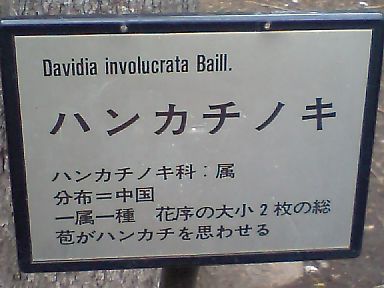 Davidia involucrata Baill.
ハンカチノキ
ハンカチノキ科：属
分布＝中国
一属一種　花序の大小2枚の総
苞がハンカチを思わせる